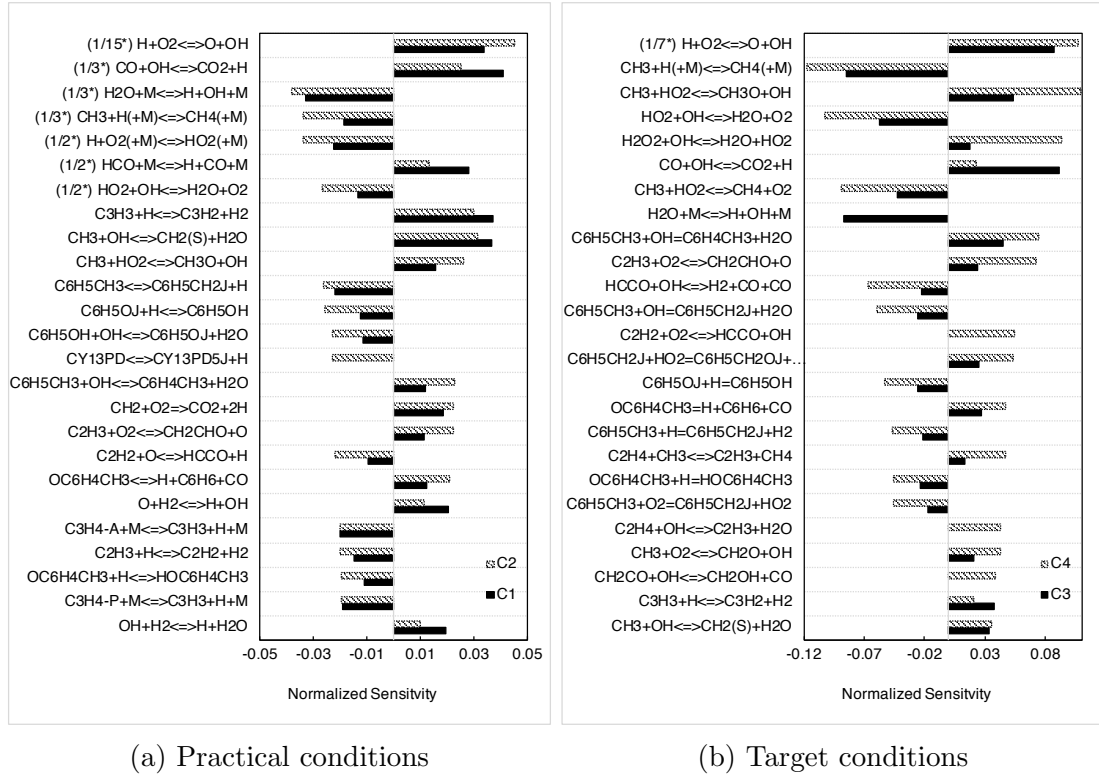 (1/15*) H+O2<=>O+OH
(1/3*) CO+OH<=>CO2+H
(1/3*) H2O+M<=>H+OH+M
(1/3*) CH3+H(+M)<=>CH4(+M)
(1/2*) H+O2(+M)<=>HO2(+M)
(1/2*) HCO+M<=>H+CO+M
(1/2*) HO2+OH<=>H2O+O2
C3H3+H<=>C3H2+H2
CH3+OH<=>CH2(S)+H2O
CH3+HO2<=>CH3O+OH
C6H5CH3<=>C6H5CH2J+H
C6H5OJ+H<=>C6H5OH
C6H5OH+OH<=>C6H5OJ+H2O
CY13PD<=>CY13PD5J+H
C6H5CH3+OH<=>C6H4CH3+H2O
CH2+O2=>CO2+2H
C2H3+O2<=>CH2CHO+O
C2H2+O<=>HCCO+H
OC6H4CH3<=>H+C6H6+CO
O+H2<=>H+OH
C3H4-A+M<=>C3H3+H+M
C2H3+H<=>C2H2+H2
OC6H4CH3+H<=>HOC6H4CH3
C3H4-P+M<=>C3H3+H+M
OH+H2<=>H+H2O
C2
C1
-0.05 -0.03 -0.01 0.01 0.03 0.05
Normalized Sensitvity
(a) Practical conditions
(1/7*) H+O2<=>O+OH
CH3+H(+M)<=>CH4(+M)
CH3+HO2<=>CH3O+OH
HO2+OH<=>H2O+O2
H2O2+OH<=>H2O+HO2
CO+OH<=>CO2+H
CH3+HO2<=>CH4+O2
H2O+M<=>H+OH+M
C6H5CH3+OH=C6H4CH3+H2O
C2H3+O2<=>CH2CHO+O
HCCO+OH<=>H2+CO+CO
C6H5CH3+OH=C6H5CH2J+H2O
C2H2+O2<=>HCCO+OH
C6H5CH2J+HO2=C6H5CH2OJ+…
C6H5OJ+H=C6H5OH
OC6H4CH3=H+C6H6+CO
C6H5CH3+H=C6H5CH2J+H2
C2H4+CH3<=>C2H3+CH4
OC6H4CH3+H=HOC6H4CH3
C6H5CH3+O2=C6H5CH2J+HO2
C2H4+OH<=>C2H3+H2O
CH3+O2<=>CH2O+OH
CH2CO+OH<=>CH2OH+CO
C3H3+H<=>C3H2+H2
CH3+OH<=>CH2(S)+H2O
C4
C3
-0.12 -0.07 -0.02 0.03 0.08
Normalized Sensitvity
(b) Target conditions